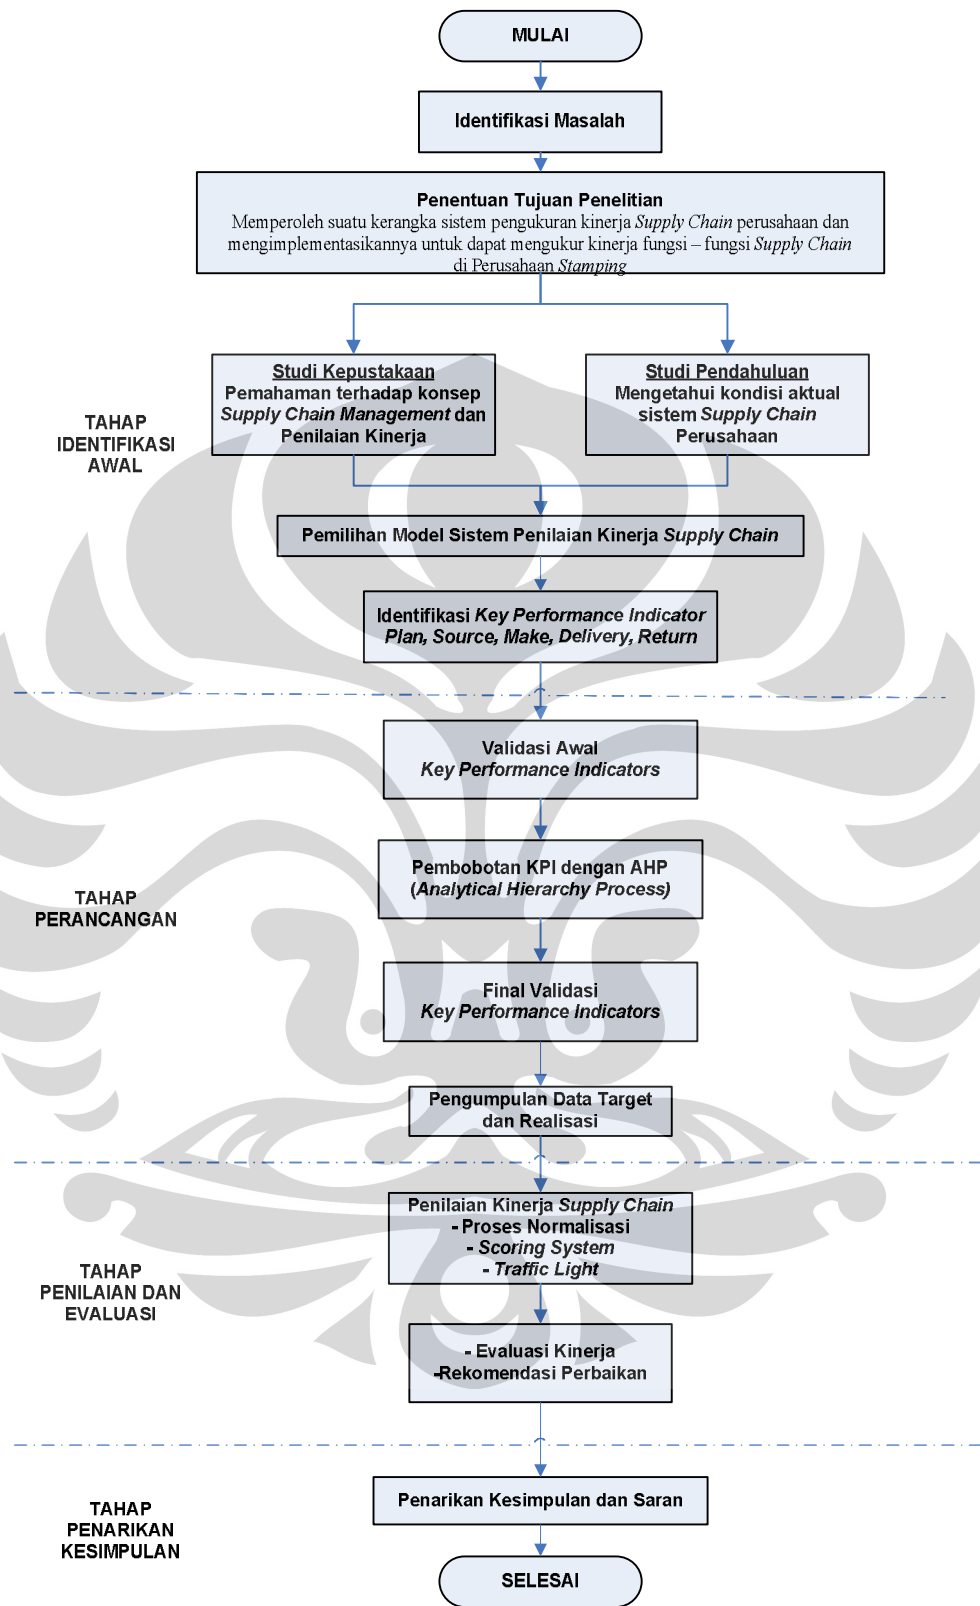 MULAI
Identifikasi Masalah
Penentuan Tujuan Penelitian
Memperoleh suatu kerangka sistem pengukuran kinerja Supply Chain perusahaan dan
mengimplementasikannya untuk dapat mengukur kinerja fungsi – fungsi Supply Chain
di Perusahaan Stamping
Studi Kepustakaan
Pemahaman terhadap konsep
Supply Chain Management dan
Penilaian Kinerja
Studi Pendahuluan
Mengetahui kondisi aktual
sistem Supply Chain
Perusahaan
TAHAP
IDENTIFIKASI
AWAL
Pemilihan Model Sistem Penilaian Kinerja Supply Chain
Identifikasi Key Performance Indicator
Plan, Source, Make, Delivery, Return
Validasi Awal
Key Performance Indicators
Pembobotan KPI dengan AHP
(Analytical Hierarchy Process)
TAHAP
PERANCANGAN
Final Validasi
Key Performance Indicators
Pengumpulan Data Target
dan Realisasi
Penilaian Kinerja Supply Chain
- Proses Normalisasi
- Scoring System
- Traffic Light
TAHAP
PENILAIAN DAN
EVALUASI
- Evaluasi Kinerja
-Rekomendasi Perbaikan
Penarikan Kesimpulan dan Saran
TAHAP
PENARIKAN
KESIMPULAN
SELESAI